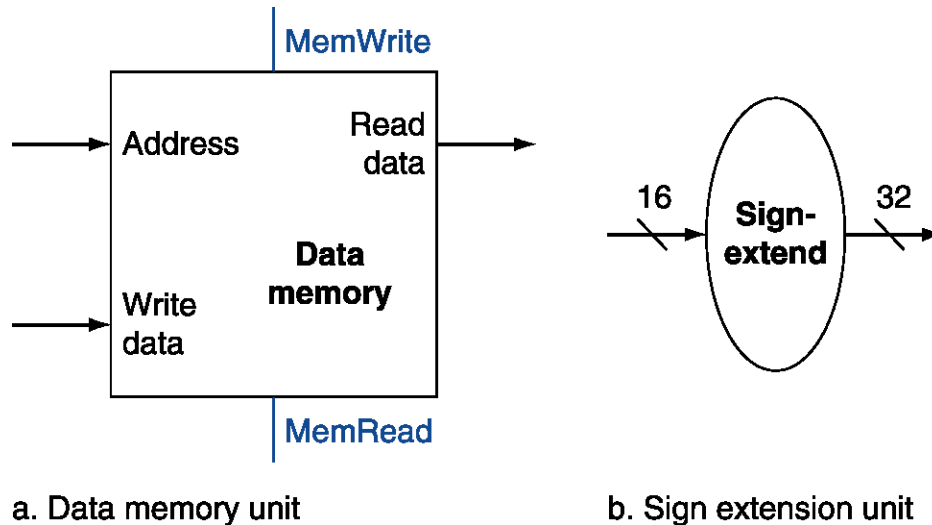 MemWrite
Address
Read
data
Data
memory
Write
data
MemRead
a. Data memory unit
16
Sign-
extend
32
b. Sign extension unit